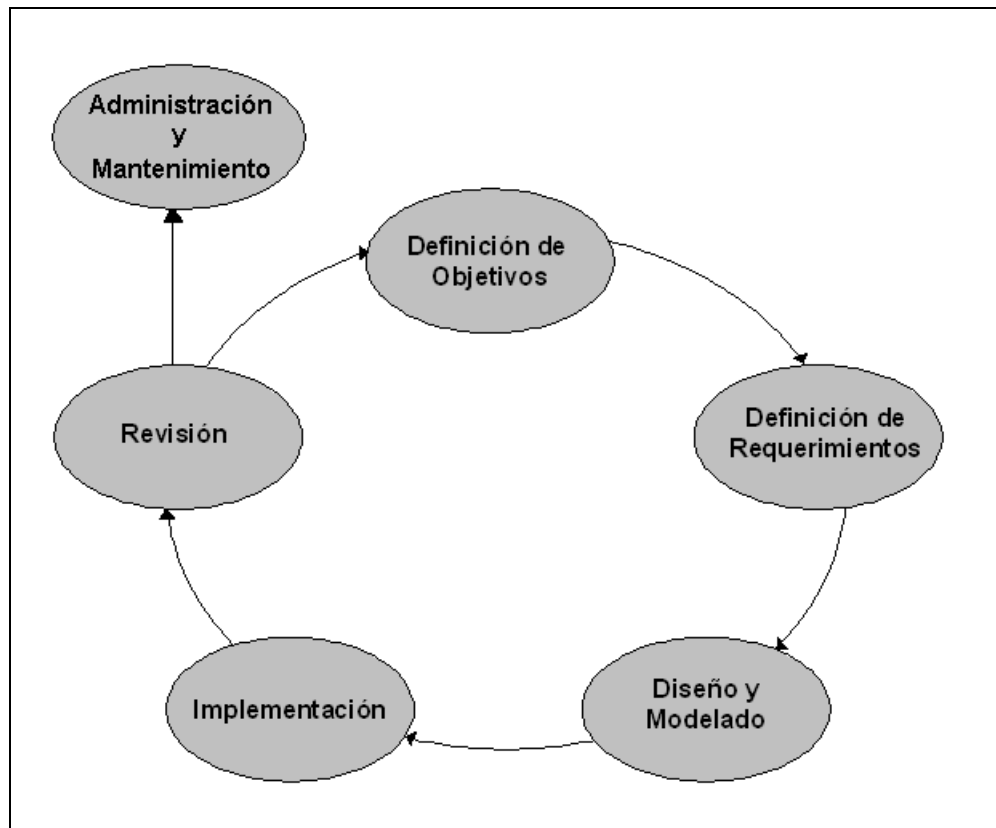 Administración
y
Mantenimiento
Definición de
Objetivos
Definición de
Requerimientos
Diseño y
Modelado
Implementación
Revisión